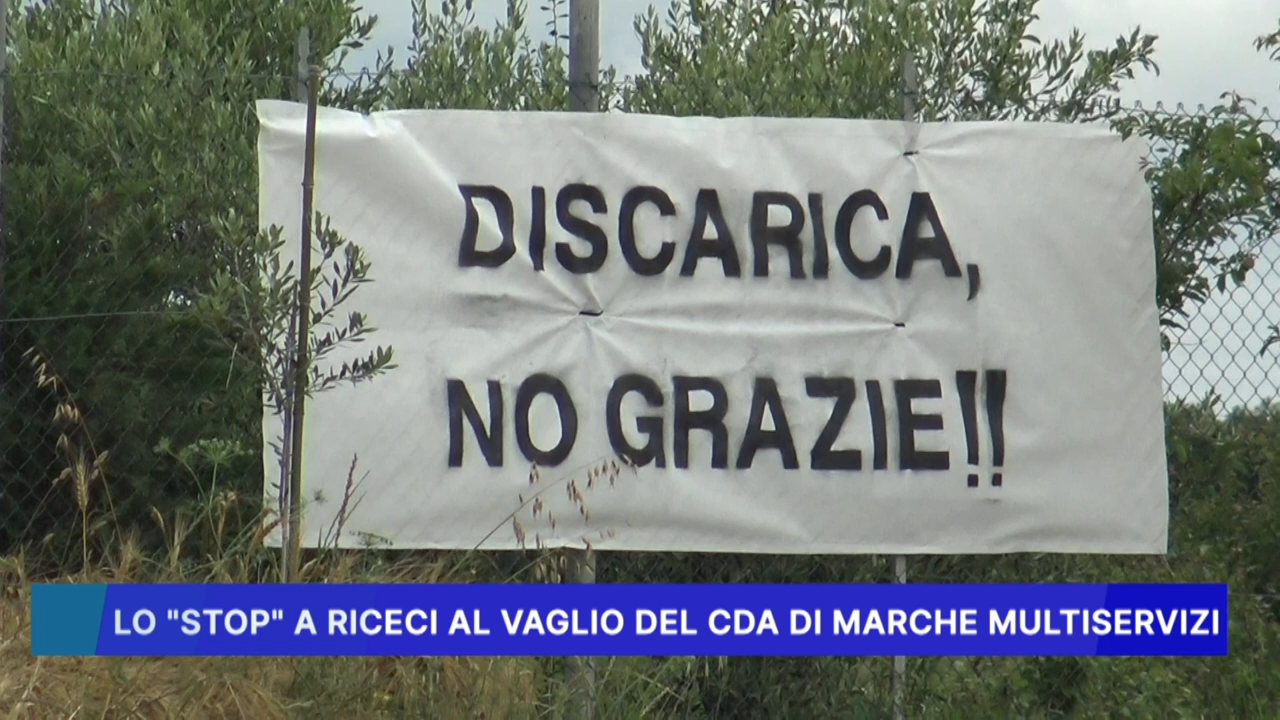 DISCARICA,
NO GRAZIE!!
LO "STOP" A RICECI AL VAGLIO DEL CDA DI MARCHE MULTISERVIZI